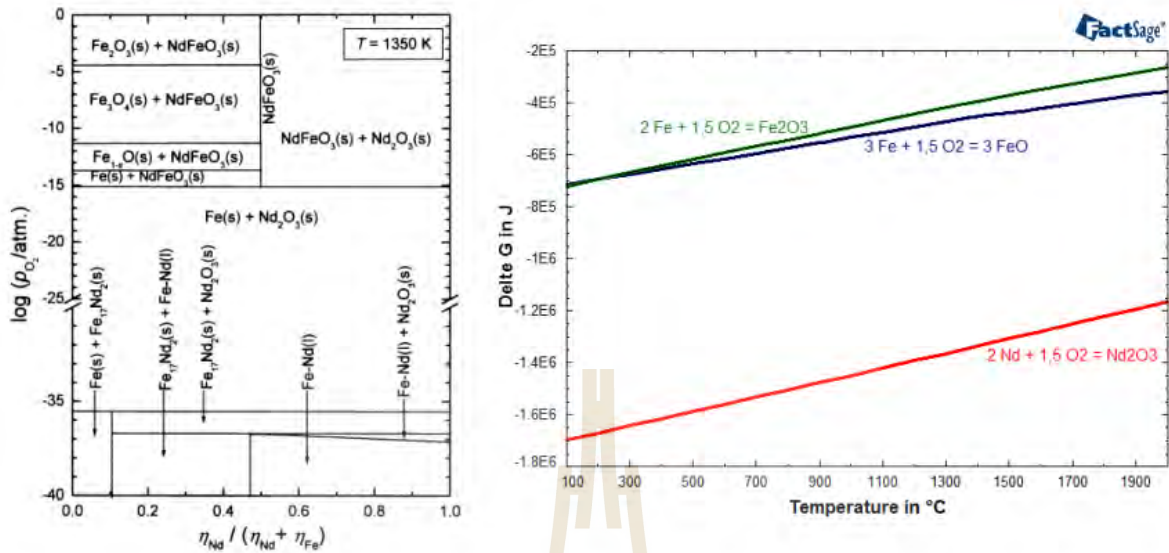 Fe₂O₃(s) + NdFeO₃(s)
T = 1350 K
Fe₃O₄(s) + NdFeO₃(s)
NdFeO₃(s)
NdFeO₃(s) + Nd₂O₃(s)
Fe₁₋ₓO(s) + NdFeO₃(s)
Fe(s) + NdFeO₃(s)
Fe(s) + Nd₂O₃(s)
Fe(s) + Fe₁₇Nd₂(s)
Fe₁₇Nd₂(s) + Fe-Nd(l)
Fe₁₇Nd₂(s) + Nd₂O₃(s)
Fe-Nd(l)
Fe-Nd(l) + Nd₂O₃(s)
log (pO₂/atm.)
0
-5
-10
-15
-20
-25
-35
-40
0.0 0.2 0.4 0.6 0.8 1.0
ηNd / (ηNd + ηFe)
FactSage®
Delte G in J
-2E5
-4E5
-6E5
-8E5
-1E6
-1.2E6
-1.4E6
-1.6E6
-1.8E6
2 Fe + 1,5 O2 = Fe2O3
3 Fe + 1,5 O2 = 3 FeO
2 Nd + 1,5 O2 = Nd2O3
100 300 500 700 900 1100 1300 1500 1700 1900
Temperature in °C